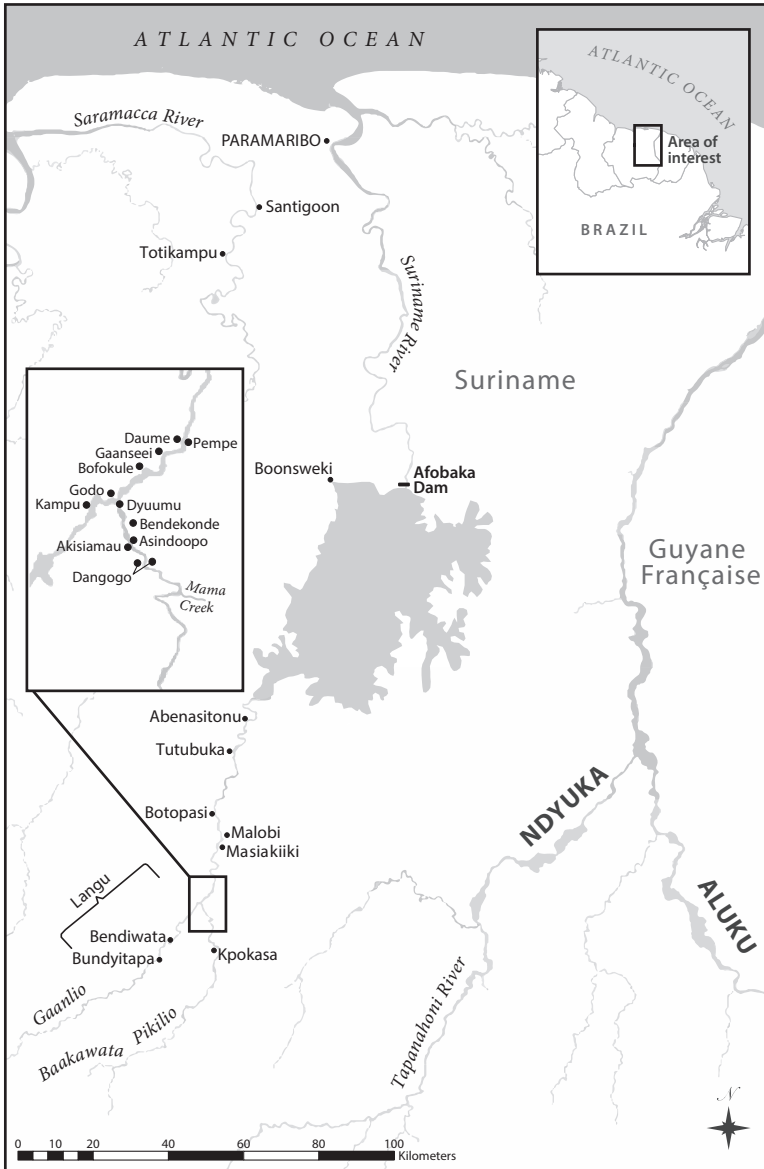 ATLANTIC OCEAN
Saramacca River
PARAMARIBO
Santigoon
Totikampu
Suriname River
ATLANTIC OCEAN
Area of
interest
BRAZIL
Suriname
Daume
Pempe
Gaanseei
Bofokule
Godo
Kampu
Dyuumu
Bendekonde
Asindoopo
Akisiamau
Dangogo
Mama
Creek
Boonsweki
Afobaka
Dam
Guyane
Française
Abenasitonu
Tutubuka
Botopasi
Malobi
Masiakiiki
NDYUKA
ALUKU
Langu
Bendiwata
Bundyitapa
Kpokasa
Gaanlio
Pikilio
Baakawata
Tapanahoni River
N
0 10 20 40 60 80 100
Kilometers